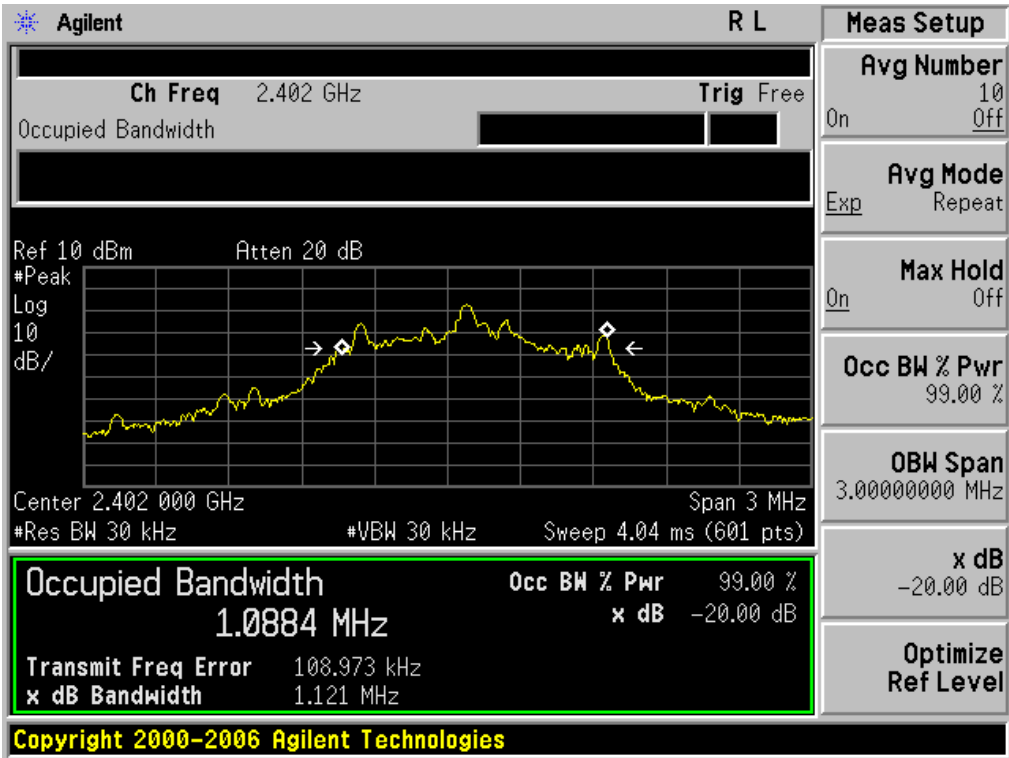 Agilent R L
Ch Freq 2.402 GHz Trig Free
Occupied Bandwidth
Ref 10 dBm Atten 20 dB
#Peak
Log
10
dB/
Center 2.402 000 GHz Span 3 MHz
#Res BW 30 kHz #VBW 30 kHz Sweep 4.04 ms (601 pts)
Occupied Bandwidth Occ BW % Pwr 99.00 %
1.0884 MHz x dB -20.00 dB
Transmit Freq Error 108.973 kHz
x dB Bandwidth 1.121 MHz
Copyright 2000-2006 Agilent Technologies
Meas Setup
Avg Number
10
On Off
Avg Mode
Exp Repeat
Max Hold
On Off
Occ BW % Pwr
99.00 %
OBW Span
3.00000000 MHz
x dB
-20.00 dB
Optimize
Ref Level